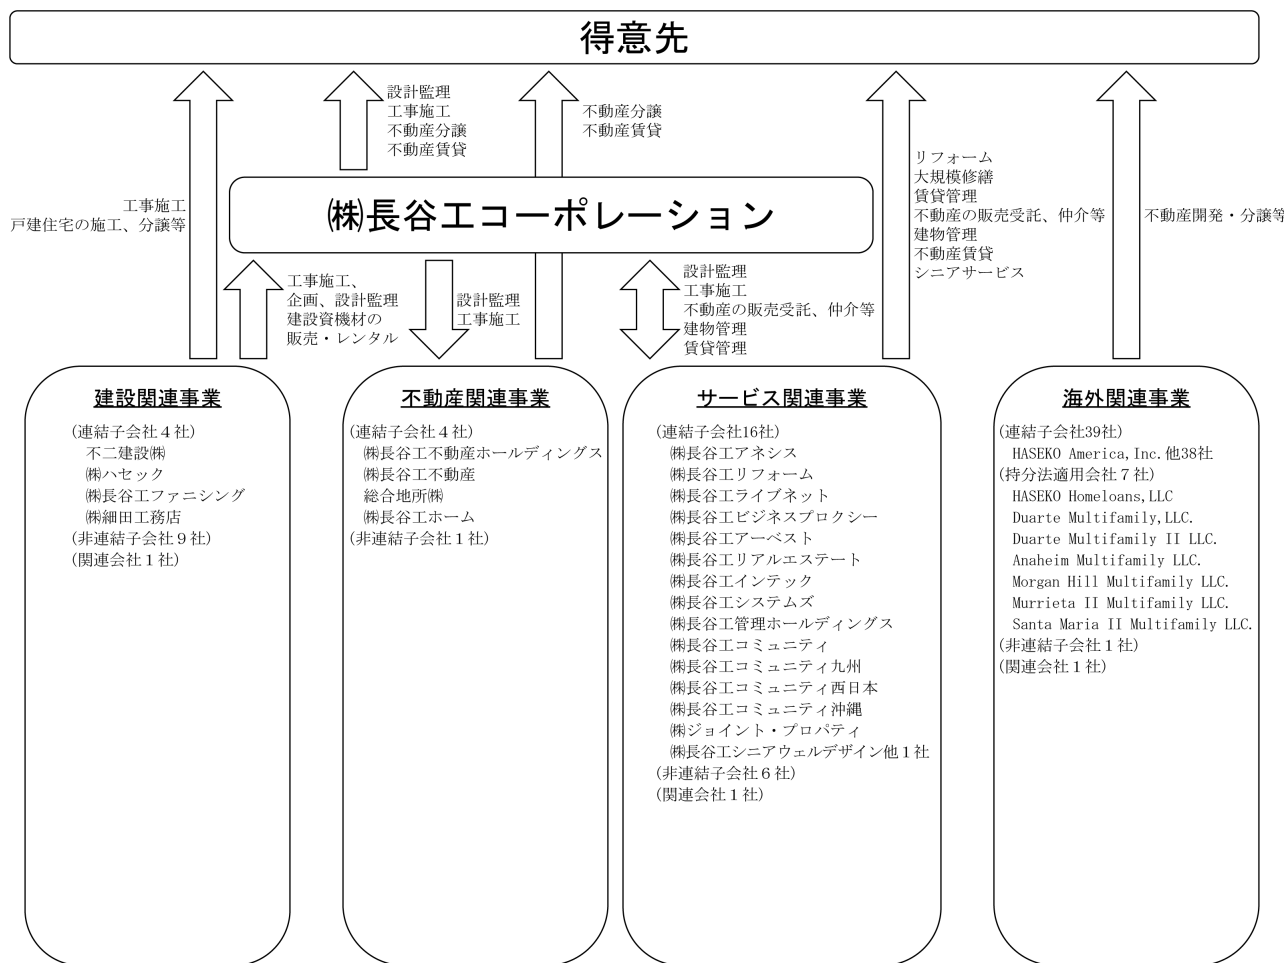 得意先
設計監理
工事施工
不動産分譲
不動産賃貸
不動産分譲
不動産賃貸
工事施工
戸建住宅の施工、分譲等
リフォーム
大規模修繕
賃貸管理
不動産の販売受託、仲介等
建物管理
不動産賃貸
シニアサービス
不動産開発・分譲等
㈱長谷工コーポレーション
工事施工、
企画、設計監理
建設資機材の
販売・レンタル
設計監理
工事施工
設計監理
工事施工
不動産の販売受託、仲介等
建物管理
賃貸管理
建設関連事業
(連結子会社４社)
不二建設㈱
㈱ハセック
㈱長谷工ファニシング
㈱細田工務店
(非連結子会社９社)
(関連会社１社)
不動産関連事業
(連結子会社４社)
㈱長谷工不動産ホールディングス
㈱長谷工不動産
総合地所㈱
㈱長谷工ホーム
(非連結子会社１社)
サービス関連事業
(連結子会社16社)
㈱長谷工アネシス
㈱長谷工リフォーム
㈱長谷工ライブネット
㈱長谷工ビジネスプロクシー
㈱長谷工アーベスト
㈱長谷工リアルエステート
㈱長谷工インテック
㈱長谷工システムズ
㈱長谷工管理ホールディングス
㈱長谷工コミュニティ
㈱長谷工コミュニティ九州
㈱長谷工コミュニティ西日本
㈱長谷工コミュニティ沖縄
㈱ジョイント・プロパティ
㈱長谷工シニアウェルデザイン他１社
(非連結子会社６社)
(関連会社１社)
海外関連事業
(連結子会社39社)
HASEKO America,Inc.他38社
(持分法適用会社７社)
HASEKO Homeloans,LLC
Duarte Multifamily,LLC.
Duarte Multifamily II LLC.
Anaheim Multifamily LLC.
Morgan Hill Multifamily LLC.
Murrieta II Multifamily LLC.
Santa Maria II Multifamily LLC.
(非連結子会社１社)
(関連会社１社)